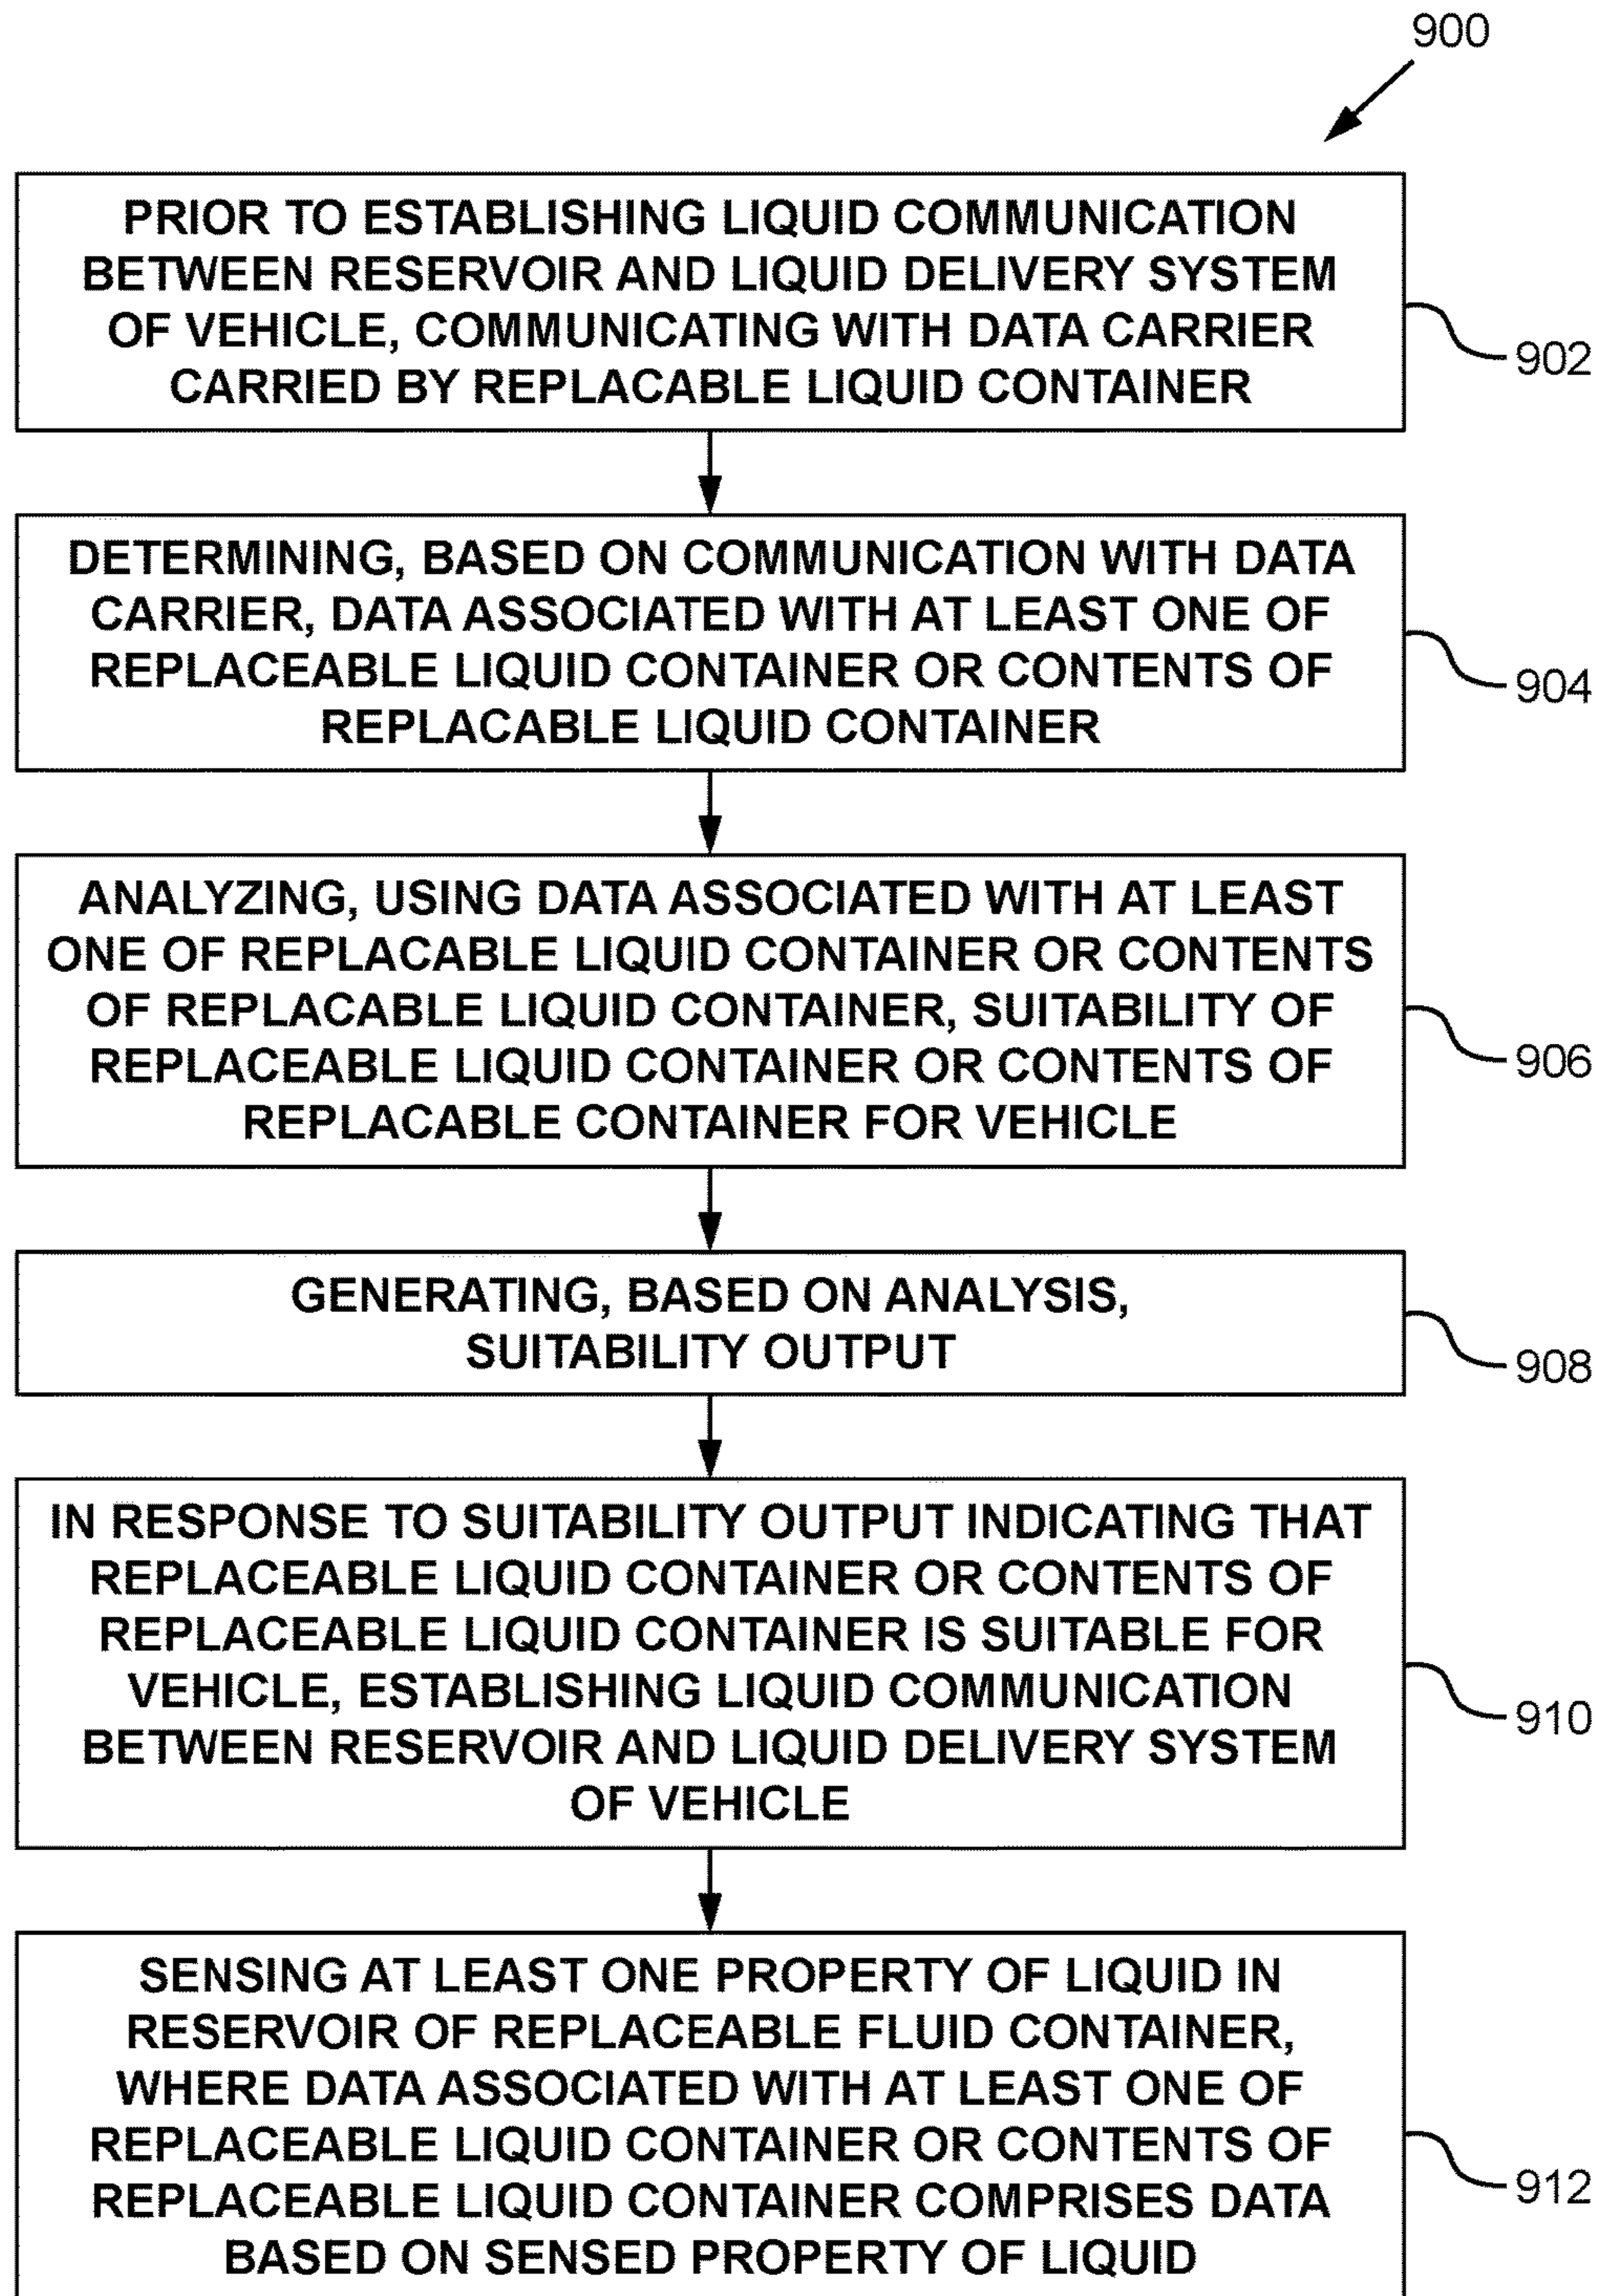 900
PRIOR TO ESTABLISHING LIQUID COMMUNICATION
BETWEEN RESERVOIR AND LIQUID DELIVERY SYSTEM
OF VEHICLE, COMMUNICATING WITH DATA CARRIER
CARRIED BY REPLACABLE LIQUID CONTAINER
902
DETERMINING, BASED ON COMMUNICATION WITH DATA
CARRIER, DATA ASSOCIATED WITH AT LEAST ONE OF
REPLACEABLE LIQUID CONTAINER OR CONTENTS OF
REPLACABLE LIQUID CONTAINER
904
ANALYZING, USING DATA ASSOCIATED WITH AT LEAST
ONE OF REPLACABLE LIQUID CONTAINER OR CONTENTS
OF REPLACABLE LIQUID CONTAINER, SUITABILITY OF
REPLACEABLE LIQUID CONTAINER OR CONTENTS OF
REPLACABLE CONTAINER FOR VEHICLE
906
GENERATING, BASED ON ANALYSIS,
SUITABILITY OUTPUT
908
IN RESPONSE TO SUITABILITY OUTPUT INDICATING THAT
REPLACEABLE LIQUID CONTAINER OR CONTENTS OF
REPLACEABLE LIQUID CONTAINER IS SUITABLE FOR
VEHICLE, ESTABLISHING LIQUID COMMUNICATION
BETWEEN RESERVOIR AND LIQUID DELIVERY SYSTEM
OF VEHICLE
910
SENSING AT LEAST ONE PROPERTY OF LIQUID IN
RESERVOIR OF REPLACEABLE FLUID CONTAINER,
WHERE DATA ASSOCIATED WITH AT LEAST ONE OF
REPLACEABLE LIQUID CONTAINER OR CONTENTS OF
REPLACEABLE LIQUID CONTAINER COMPRISES DATA
BASED ON SENSED PROPERTY OF LIQUID
912